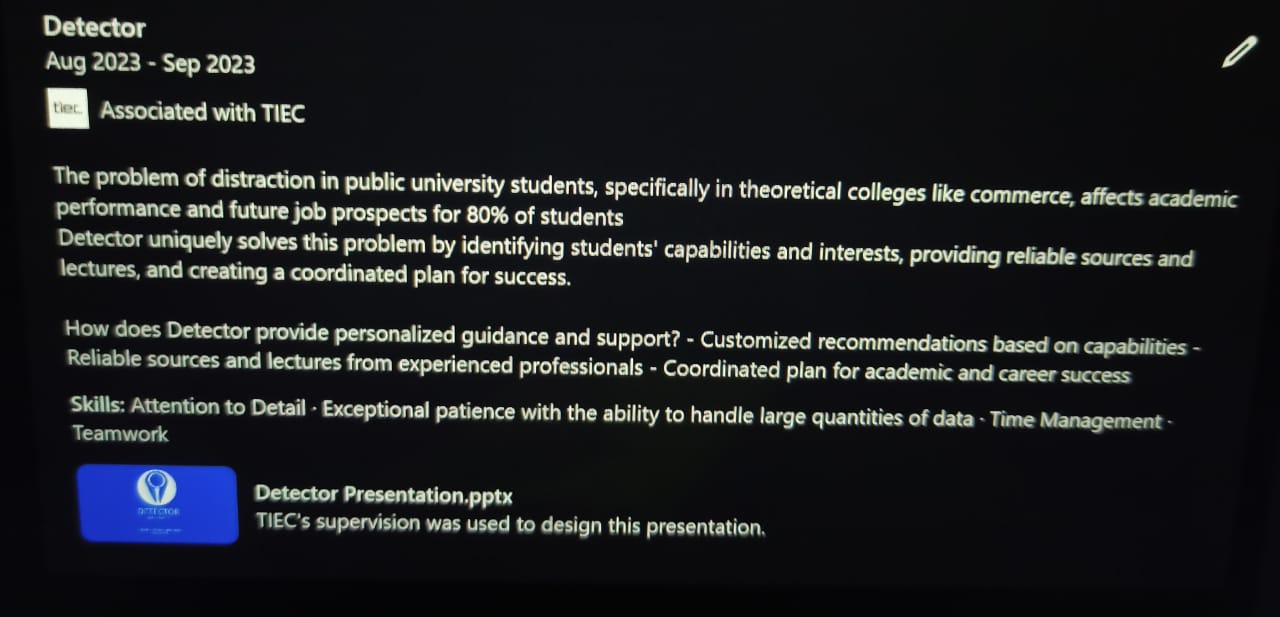 Detector
Aug 2023 - Sep 2023
tiec.
Associated with TIEC
The problem of distraction in public university students, specifically in theoretical colleges like commerce, affects academic
performance and future job prospects for 80% of students
Detector uniquely solves this problem by identifying students' capabilities and interests, providing reliable sources and
lectures, and creating a coordinated plan for success.
How does Detector provide personalized guidance and support? - Customized recommendations based on capabilities -
Reliable sources and lectures from experienced professionals - Coordinated plan for academic and career success
Skills: Attention to Detail · Exceptional patience with the ability to handle large quantities of data · Time Management ·
Teamwork
DETECTOR
Detector Presentation.pptx
TIEC's supervision was used to design this presentation.